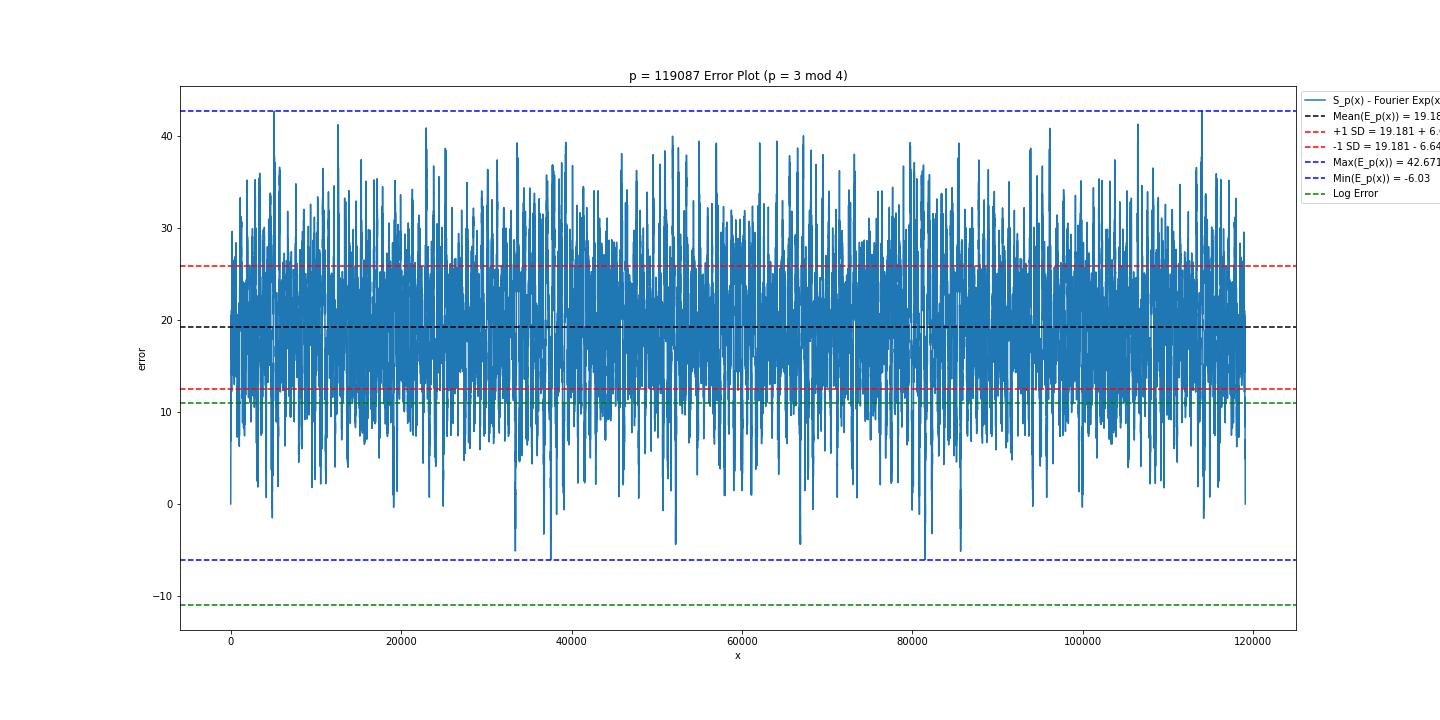 p = 119087 Error Plot (p = 3 mod 4)
S_p(x) - Fourier Exp(x
Mean(E_p(x)) = 19.18
+1 SD = 19.181 + 6.
-1 SD = 19.181 - 6.64
Max(E_p(x)) = 42.671
Min(E_p(x)) = -6.03
Log Error
40
30
20
10
0
−10
error
0 20000 40000 60000 80000 100000 120000
x